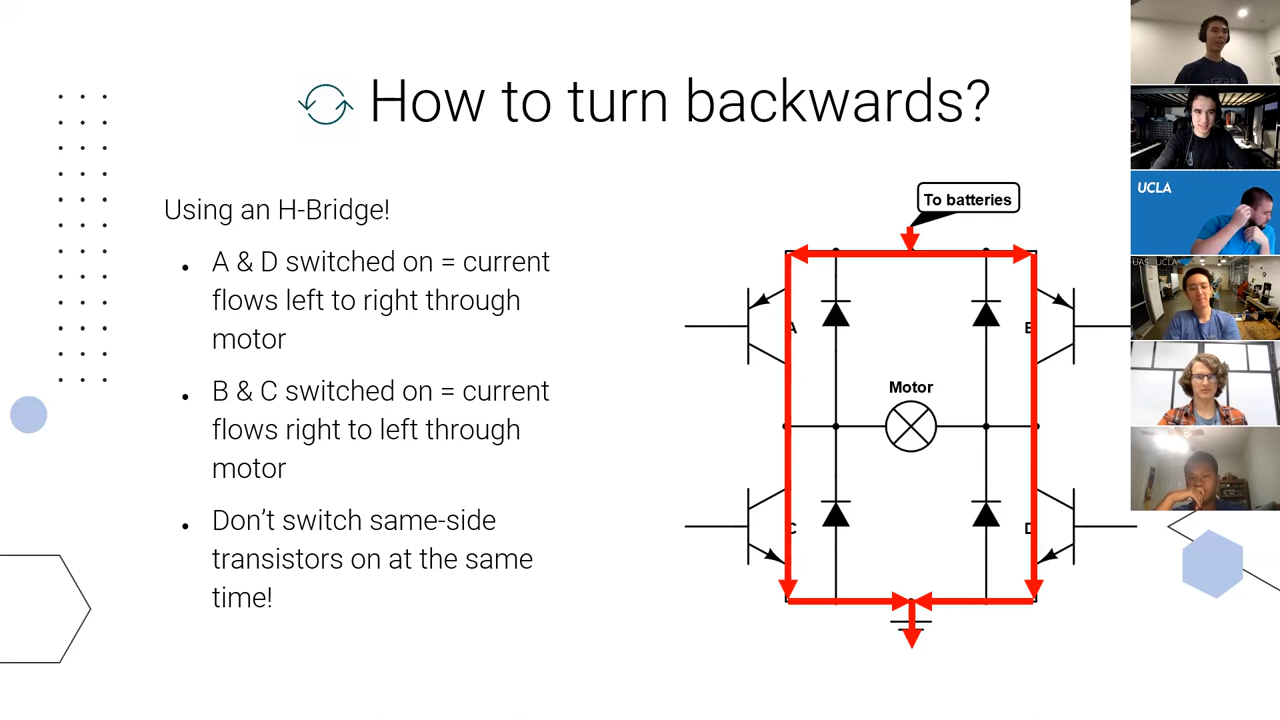 How to turn backwards?
Using an H-Bridge!
A & D switched on = current
flows left to right through
motor
B & C switched on = current
flows right to left through
motor
Don't switch same-side
transistors on at the same
time!
To batteries
A
B
Motor
C
D
UCLA
UAS UCLA